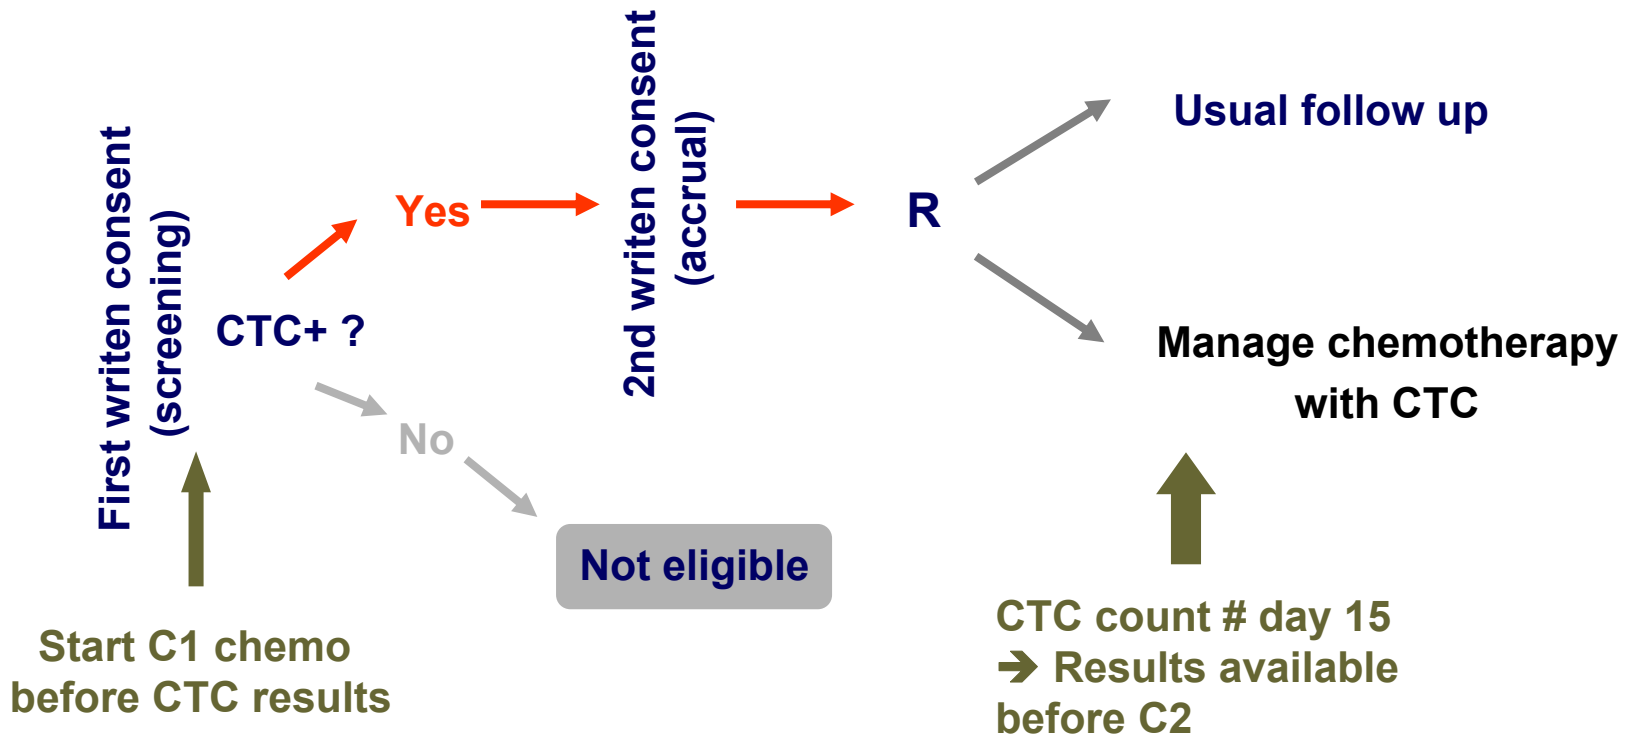 First writen consent
(screening)
CTC+ ?
Yes
No
Not eligible
2nd writen consent
(accrual)
R
Usual follow up
Manage chemotherapy
with CTC
Start C1 chemo
before CTC results
CTC count # day 15
➔ Results available
before C2